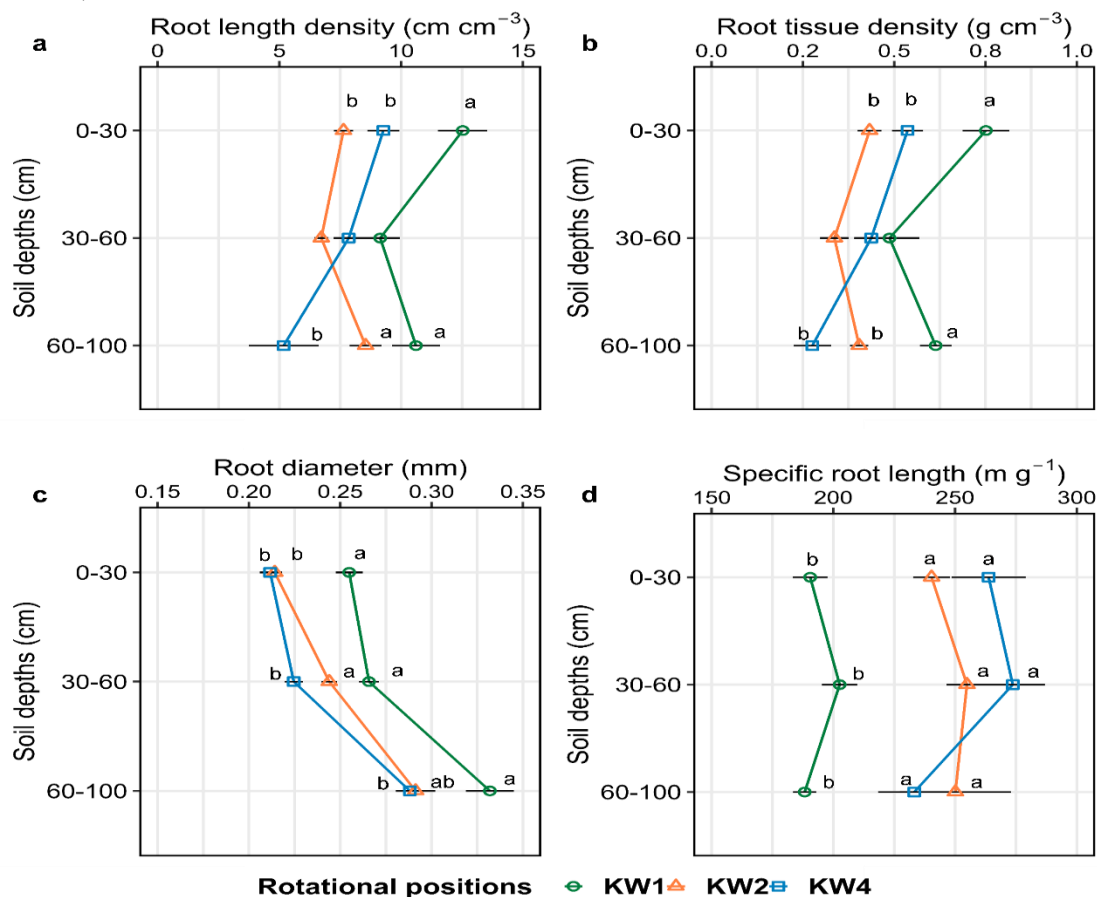 Root length density (cm cm⁻³)
a
0 5 10 15
Soil depths (cm)
0-30
30-60
60-100
b b a
b a a
Root tissue density (g cm⁻³)
b
0.0 0.2 0.5 0.8 1.0
Soil depths (cm)
0-30
30-60
60-100
b b a
b b a
Root diameter (mm)
c
0.15 0.20 0.25 0.30 0.35
Soil depths (cm)
0-30
30-60
60-100
b b a
b a a
b ab a
Specific root length (m g⁻¹)
d
150 200 250 300
Soil depths (cm)
0-30
30-60
60-100
b a a
b a a
b a a
Rotational positions KW1 KW2 KW4